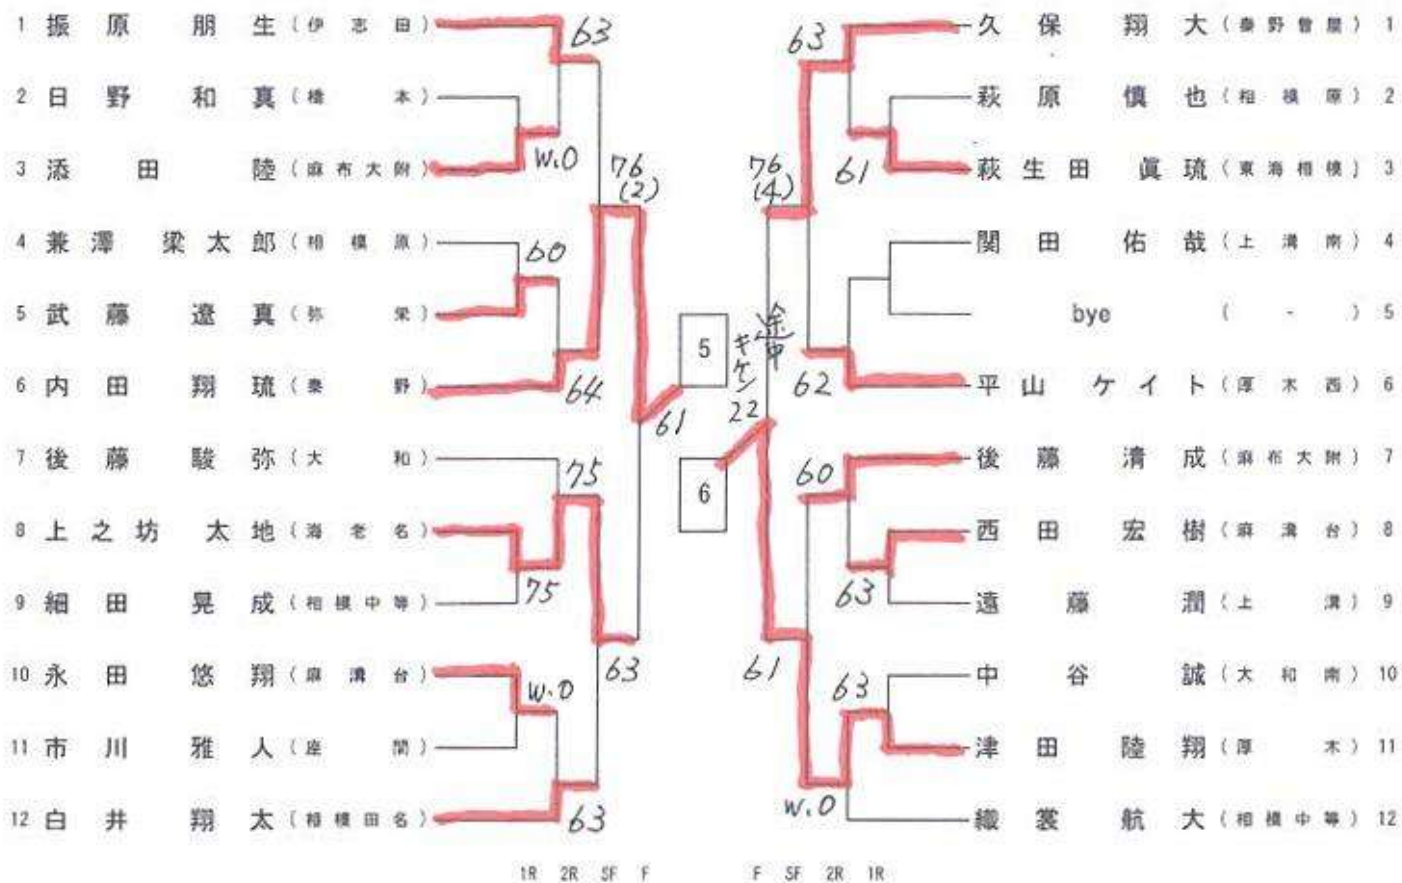 1 振原 朋生 (伊志田)
63
2 日野 和真 (橋本)
W.O
3 添田 陸 (麻布大附)
76
(2)
4 兼澤 梁太郎 (相模原)
60
5 武藤 遼真 (弥栄)
6 内田 翔琉 (秦野)
64
61
5
7 後藤 駿弥 (大和)
75
8 上之坊 太地 (海老名)
75
9 細田 晃成 (相模中等)
63
10 永田 悠翔 (麻溝台)
W.O
11 市川 雅人 (座間)
12 白井 翔太 (相模田名)
63
1R 2R SF F
63
久保 翔大 (秦野曽屋) 1
萩原 慎也 (相模原) 2
61
萩生田 眞琉 (東海相模) 3
76
(4)
関田 佑哉 (上溝南) 4
bye ( - ) 5
途中
キケン
22
62
平山 ケイト (厚木西) 6
6
60
後藤 清成 (麻布大附) 7
西田 宏樹 (麻溝台) 8
63
遠藤 潤 (上溝) 9
61
63
中谷 誠 (大和南) 10
津田 陸翔 (厚木) 11
W.O
織裳 航大 (相模中等) 12
F SF 2R 1R